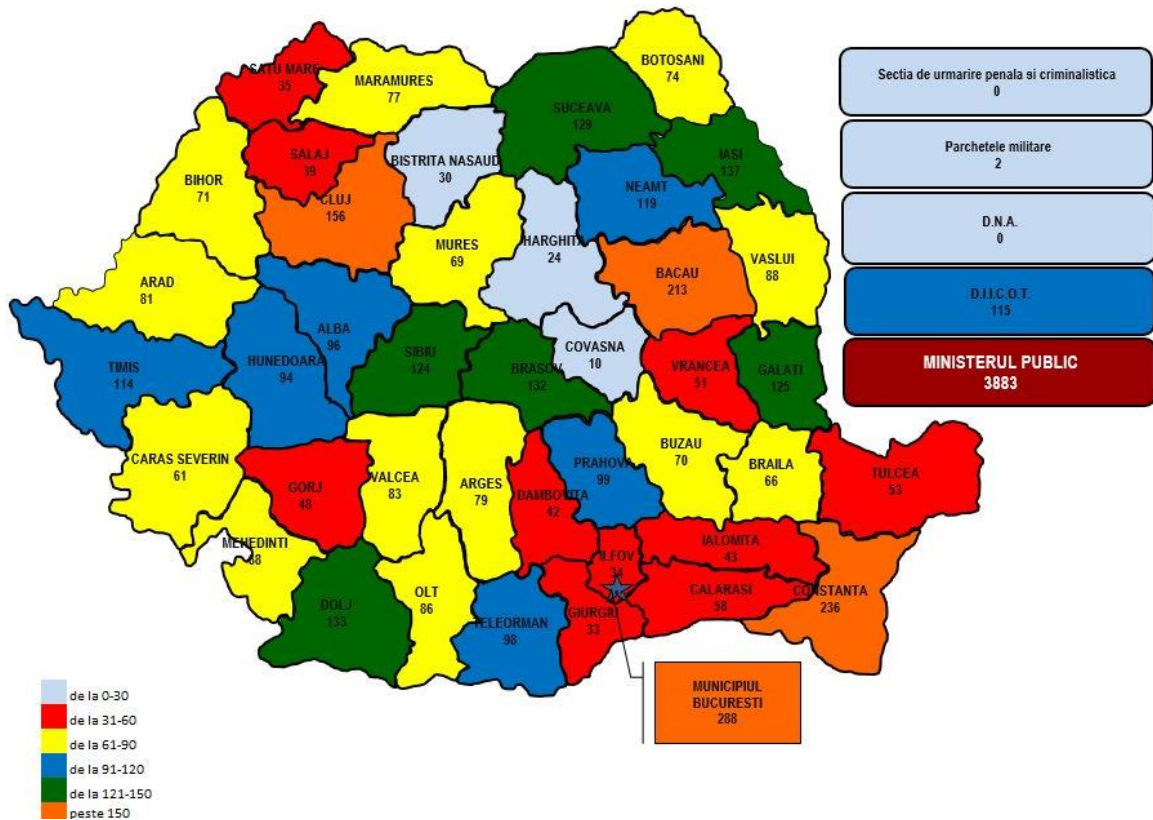 SATU MARE
35
MARAMURES
77
BOTOSANI
74
SUCEAVA
129
IASI
137
SALAJ
39
BISTRITA NASAUD
30
NEAMT
119
BIHOR
71
CLUJ
156
MURES
69
HARGHITA
24
BACAU
213
VASLUI
88
ARAD
81
ALBA
96
HUNEDOARA
94
TIMIS
114
SIBIU
124
BRASOV
132
COVASNA
10
VRANCEA
51
GALATI
125
CARAS SEVERIN
61
GORJ
48
VALCEA
83
ARGES
79
DAMBOVITA
42
PRAHOVA
99
BUZAU
70
BRAILA
66
TULCEA
53
MEHEDINTI
68
DOLJ
133
OLT
86
TELEORMAN
98
GIURGIU
33
ILFOV
34
IALOMITA
43
CALARASI
58
CONSTANTA
236
MUNICIPIUL
BUCURESTI
288
Sectia de urmarire penala si criminalistica
0
Parchetele militare
2
D.N.A.
0
D.I.I.C.O.T.
115
MINISTERUL PUBLIC
3883
de la 0-30
de la 31-60
de la 61-90
de la 91-120
de la 121-150
peste 150